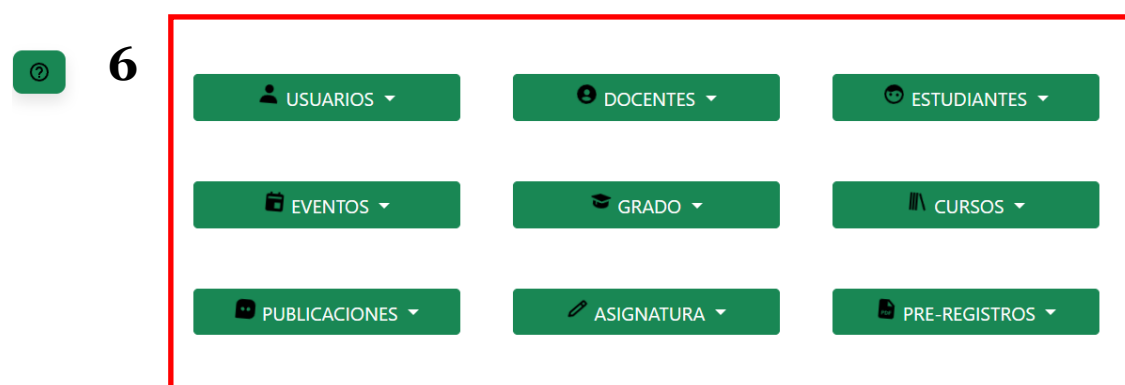 6
USUARIOS DOCENTES ESTUDIANTES
EVENTOS GRADO CURSOS
PUBLICACIONES ASIGNATURA PRE-REGISTROS